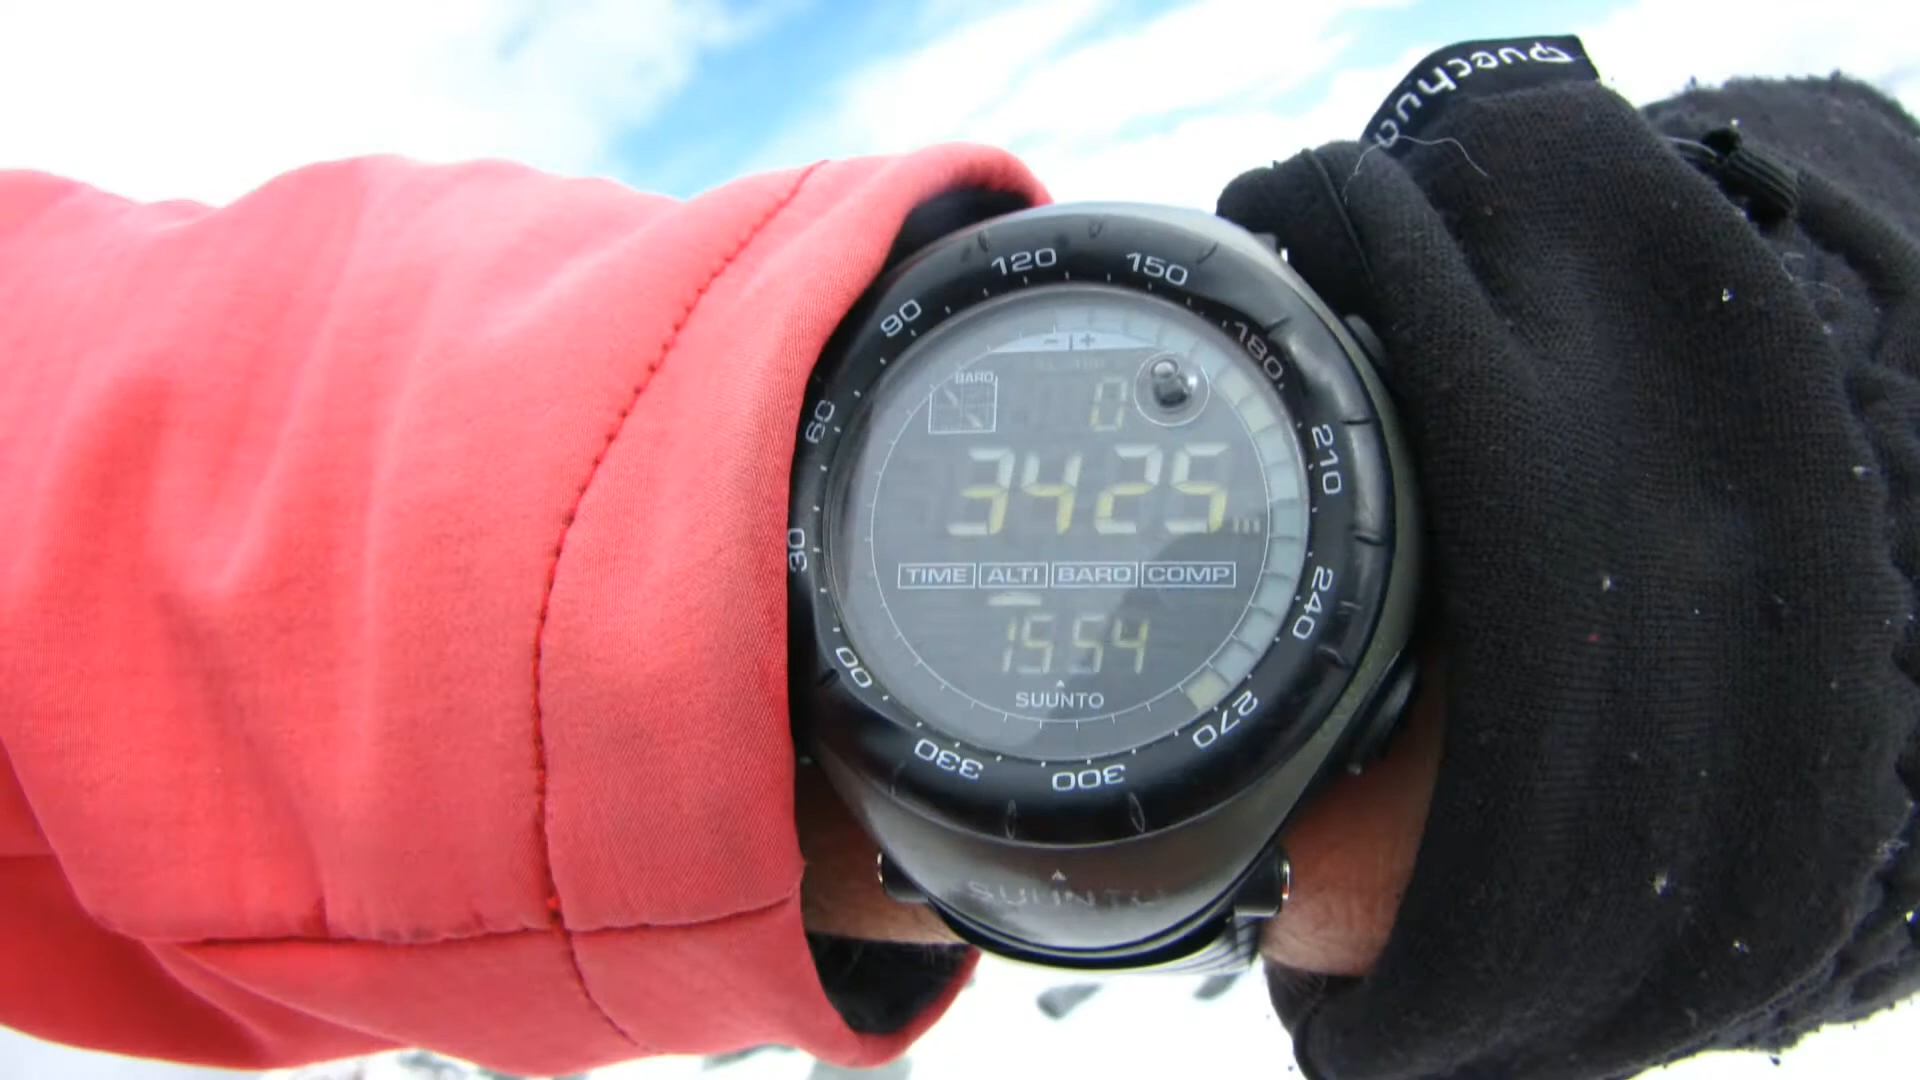 Quechua
120 150
90 180
60 210
30 240
00 270
330 300
- +
BARO
0
3425 m
TIME ALTI BARO COMP
15 54
SUUNTO
SUUNTO